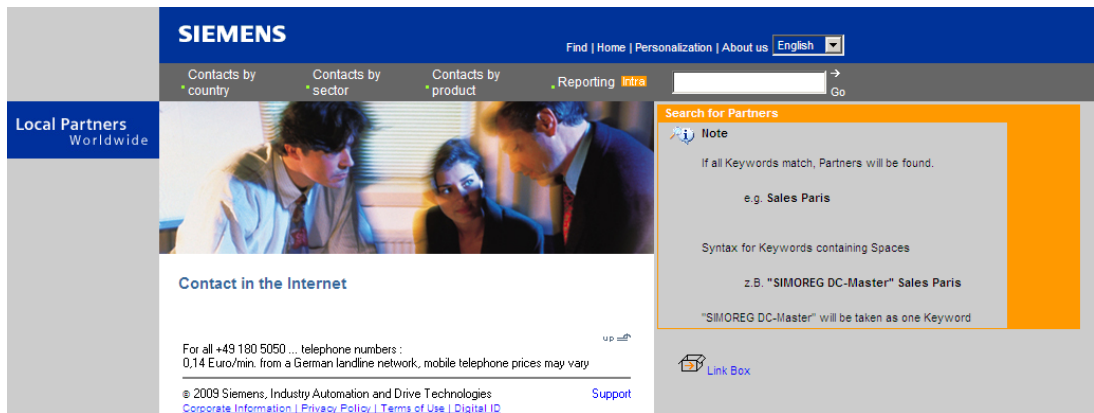 SIEMENS
Find | Home | Personalization | About us English
Contacts by country
Contacts by sector
Contacts by product
Reporting Intra
Go
Local Partners
Worldwide
Search for Partners
Note
If all Keywords match, Partners will be found.
e.g. Sales Paris
Syntax for Keywords containing Spaces
z.B. "SIMOREG DC-Master" Sales Paris
"SIMOREG DC-Master" will be taken as one Keyword
Link Box
Contact in the Internet
up
For all +49 180 5050 ... telephone numbers :
0,14 Euro/min. from a German landline network, mobile telephone prices may vary
© 2009 Siemens, Industry Automation and Drive Technologies Support
Corporate Information | Privacy Policy | Terms of Use | Digital ID